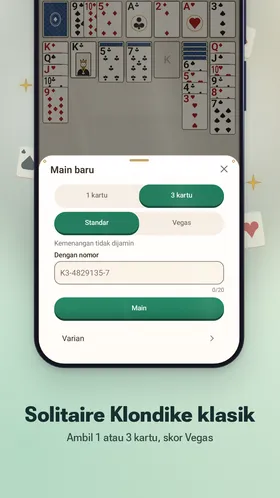 Main baru
1 kartu
3 kartu
Standar
Vegas
Kemenangan tidak dijamin
Dengan nomor
K3-4829135-7
0/20
Main
Varian
Solitaire Klondike klasik
Ambil 1 atau 3 kartu, skor Vegas